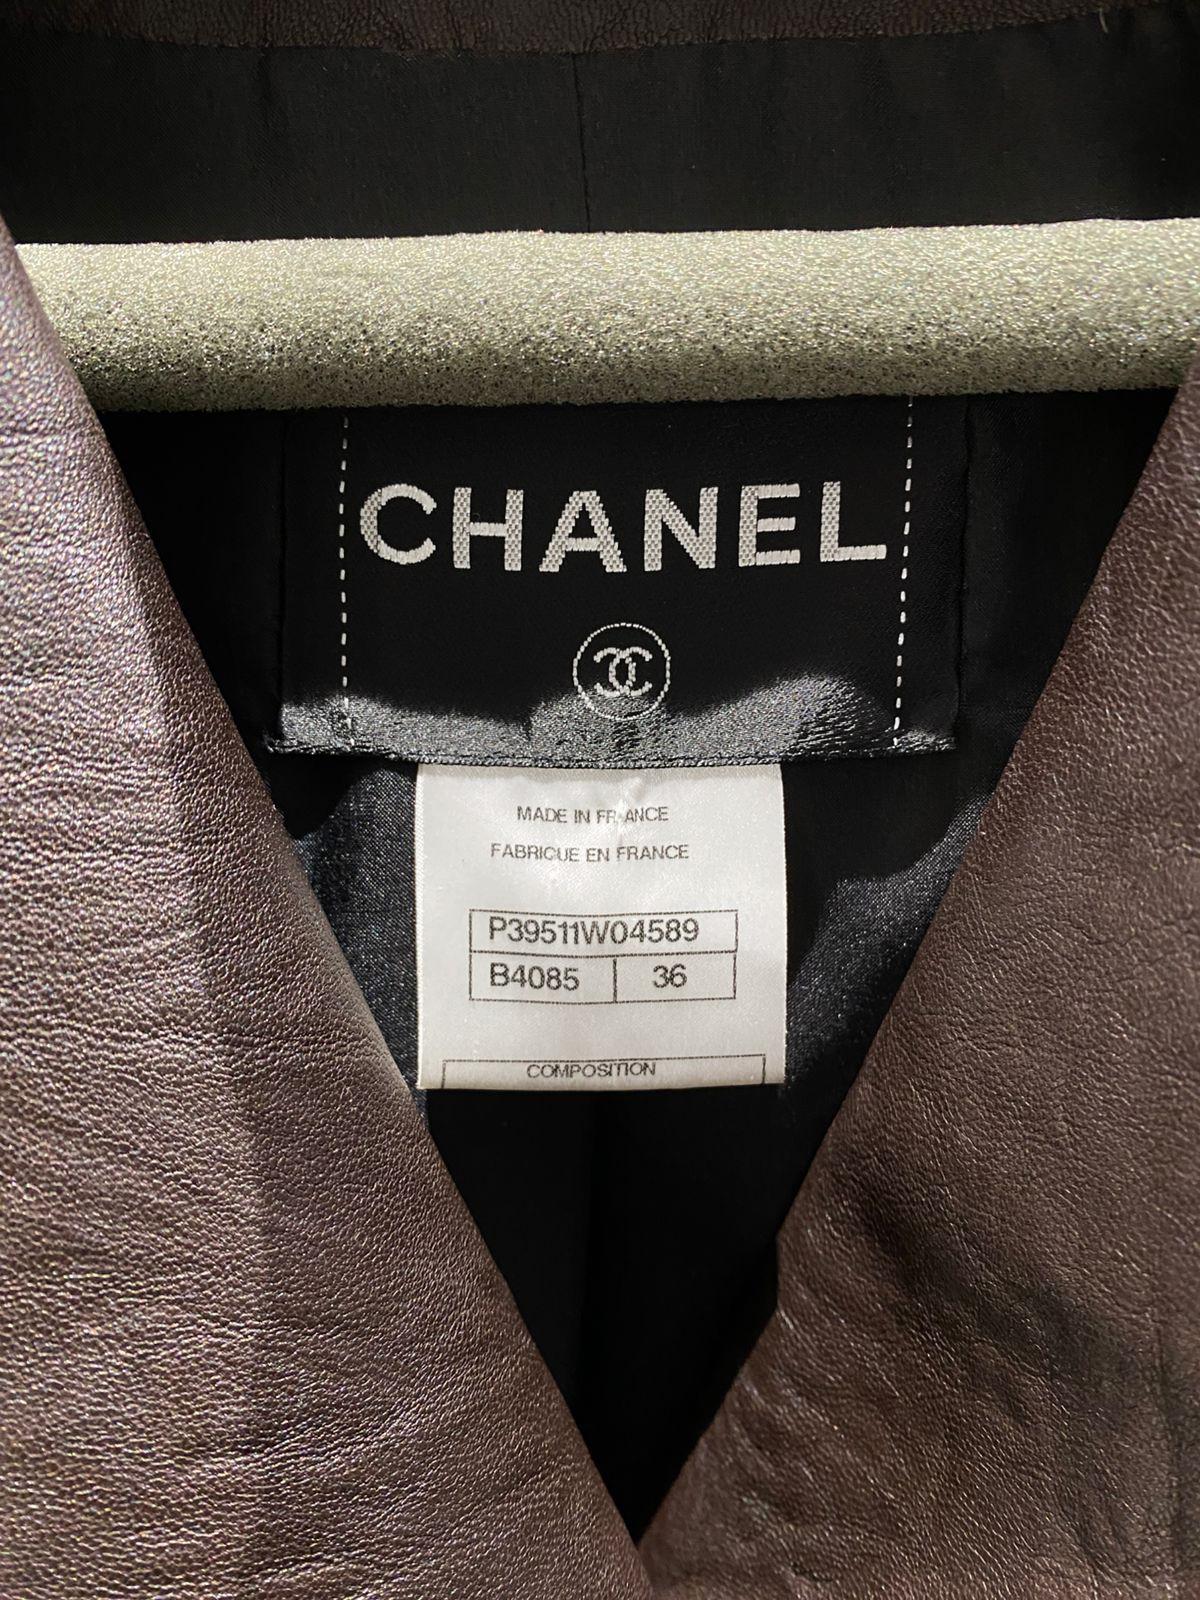 CHANEL
MADE IN FRANCE
FABRIQUE EN FRANCE
P39511W04589
B4085 36
COMPOSITION